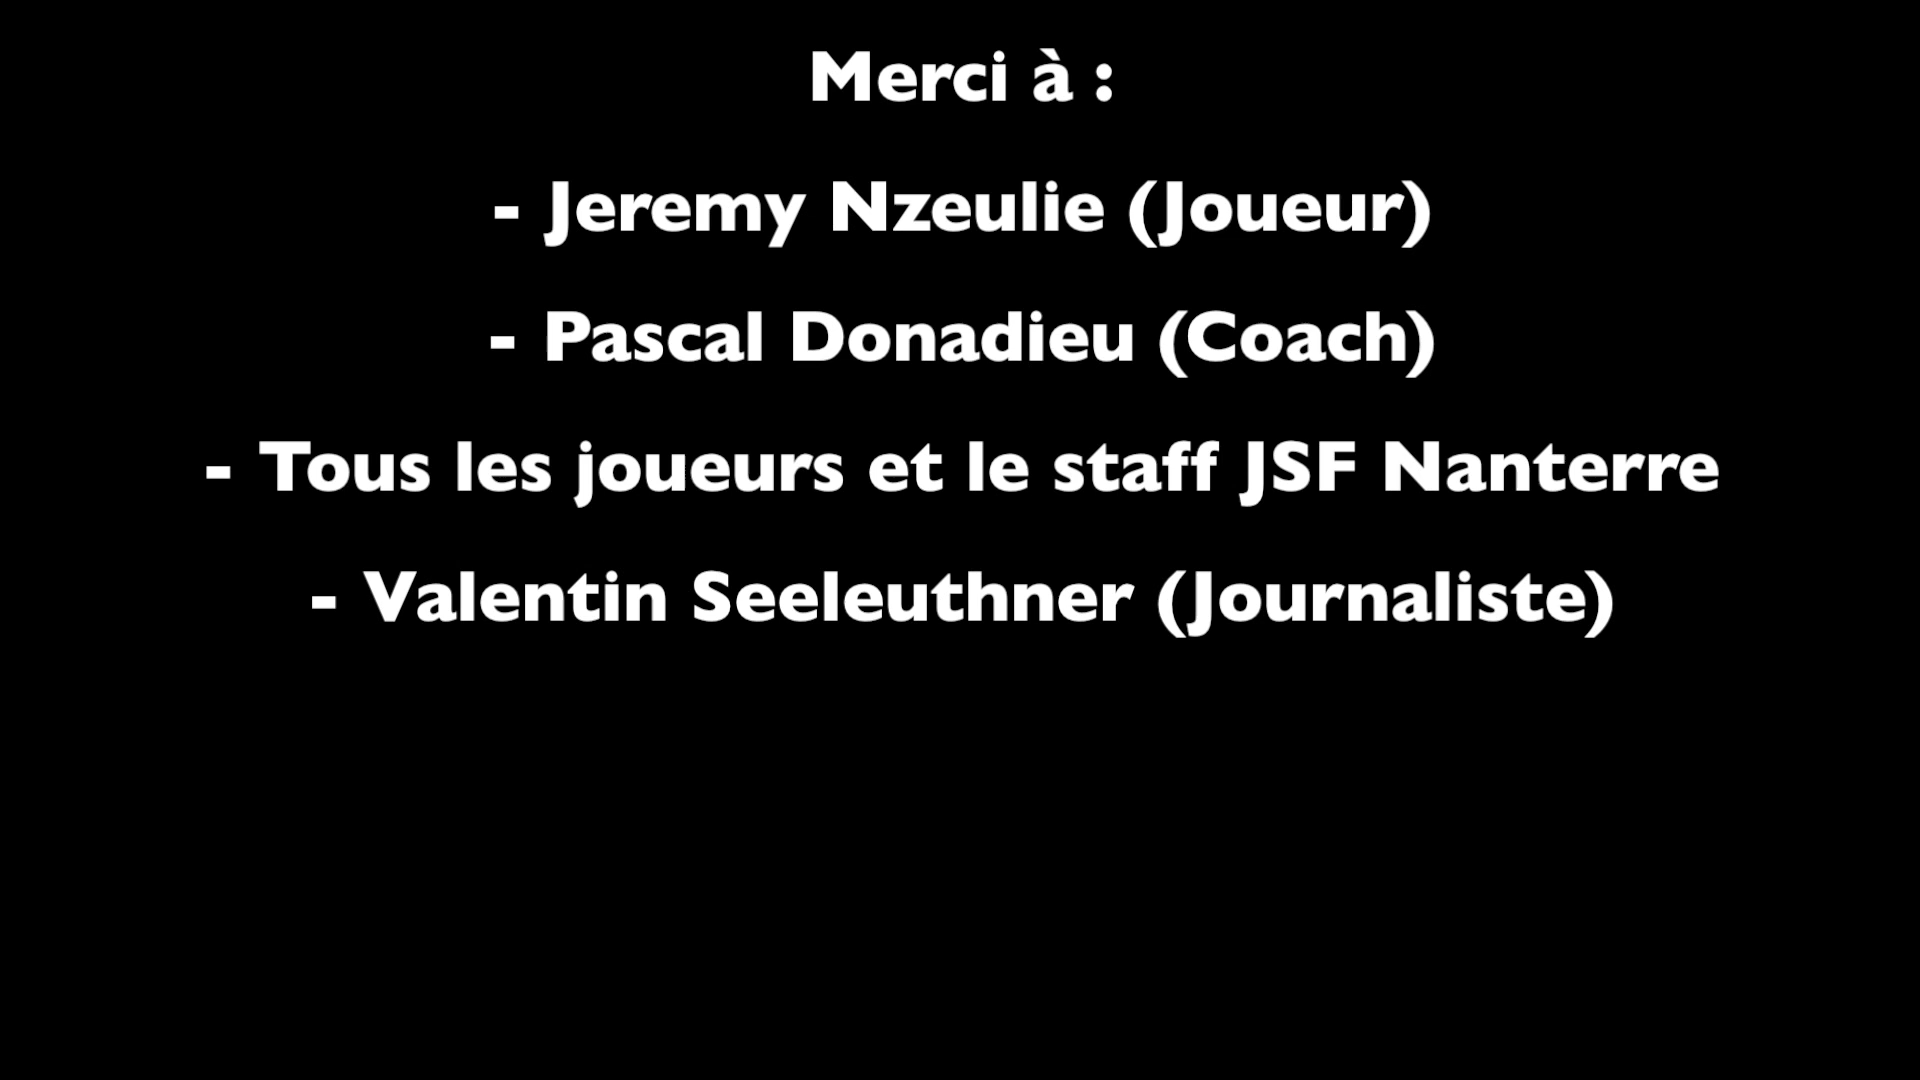 Merci à :
- Jeremy Nzeulie (Joueur)
- Pascal Donadieu (Coach)
- Tous les joueurs et le staff JSF Nanterre
- Valentin Seeleuthner (Journaliste)